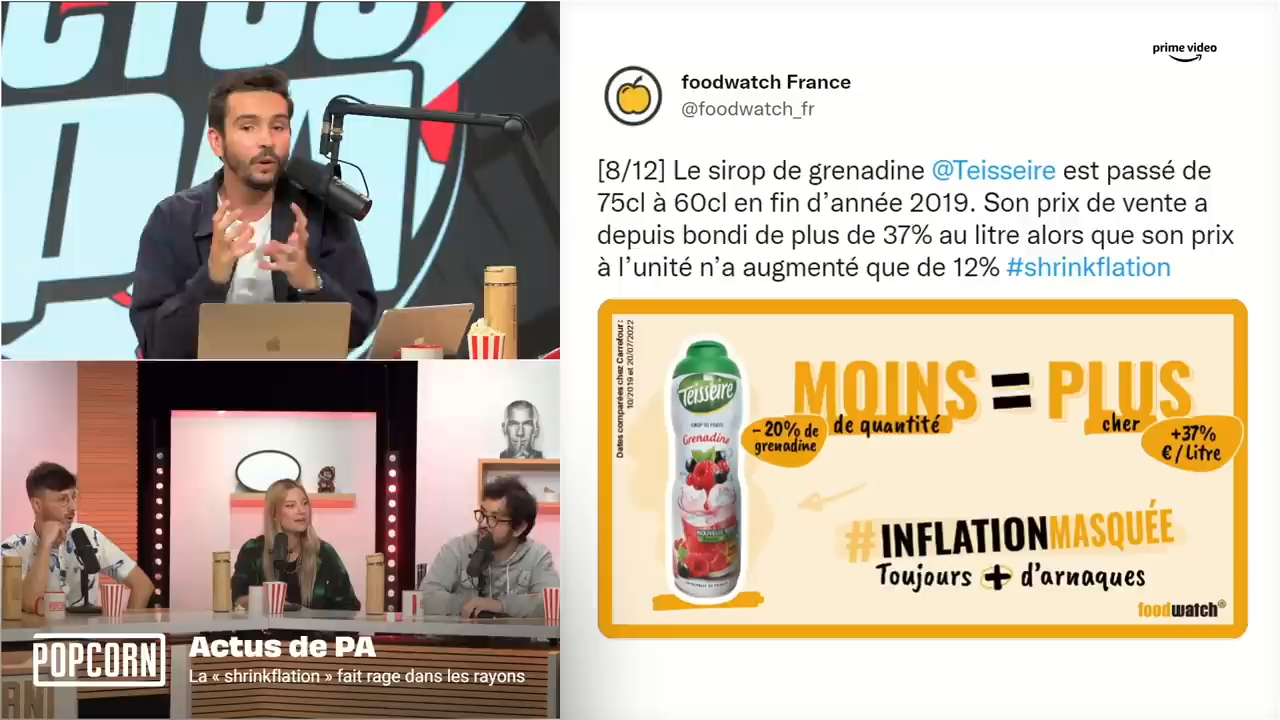 prime video
foodwatch France
@foodwatch_fr
[8/12] Le sirop de grenadine @Teisseire est passé de
75cl à 60cl en fin d'année 2019. Son prix de vente a
depuis bondi de plus de 37% au litre alors que son prix
à l'unité n'a augmenté que de 12% #shrinkflation
Dates comparées chez Carrefour :
10/2019 et 20/07/2022
MOINS = PLUS
de quantité
cher
- 20% de
grenadine
+37%
€ / Litre
Teisseire
SIROP DE FRUITS
Grenadine
#INFLATIONMASQUÉE
Toujours + d'arnaques
foodwatch®
POPCORN
Actus de PA
La « shrinkflation » fait rage dans les rayons